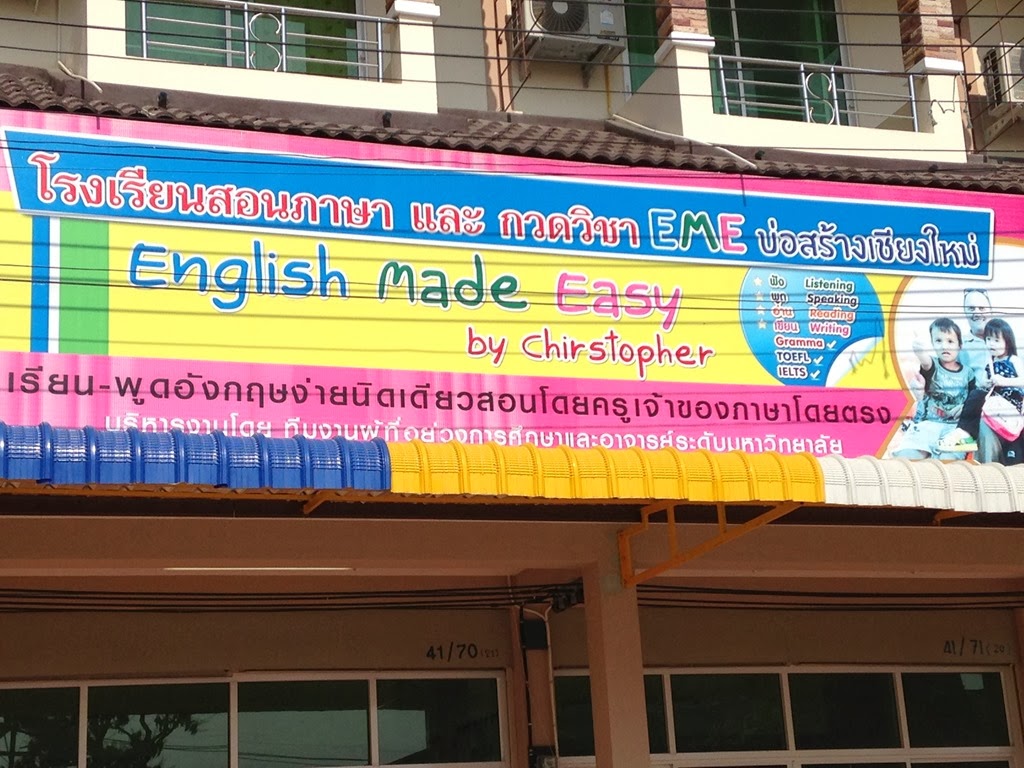 โรงเรียนสอนภาษา และ กวดวิชา EME บ่อสร้างเชียงใหม่
English Made Easy
by Chirstopher
ฟัง Listening
พูด Speaking
อ่าน Reading
เขียน Writing
Gramma ✓
TOEFL ✓
IELTS ✓
เรียน-พูดอังกฤษง่ายนิดเดียวสอนโดยครูเจ้าของภาษาโดยตรง
บริหารงานโดย ทีมงานผู้ที่อยู่วงการศึกษาและอาจารย์ระดับมหาวิทยาลัย
41/70 (21)
41/71 (20)